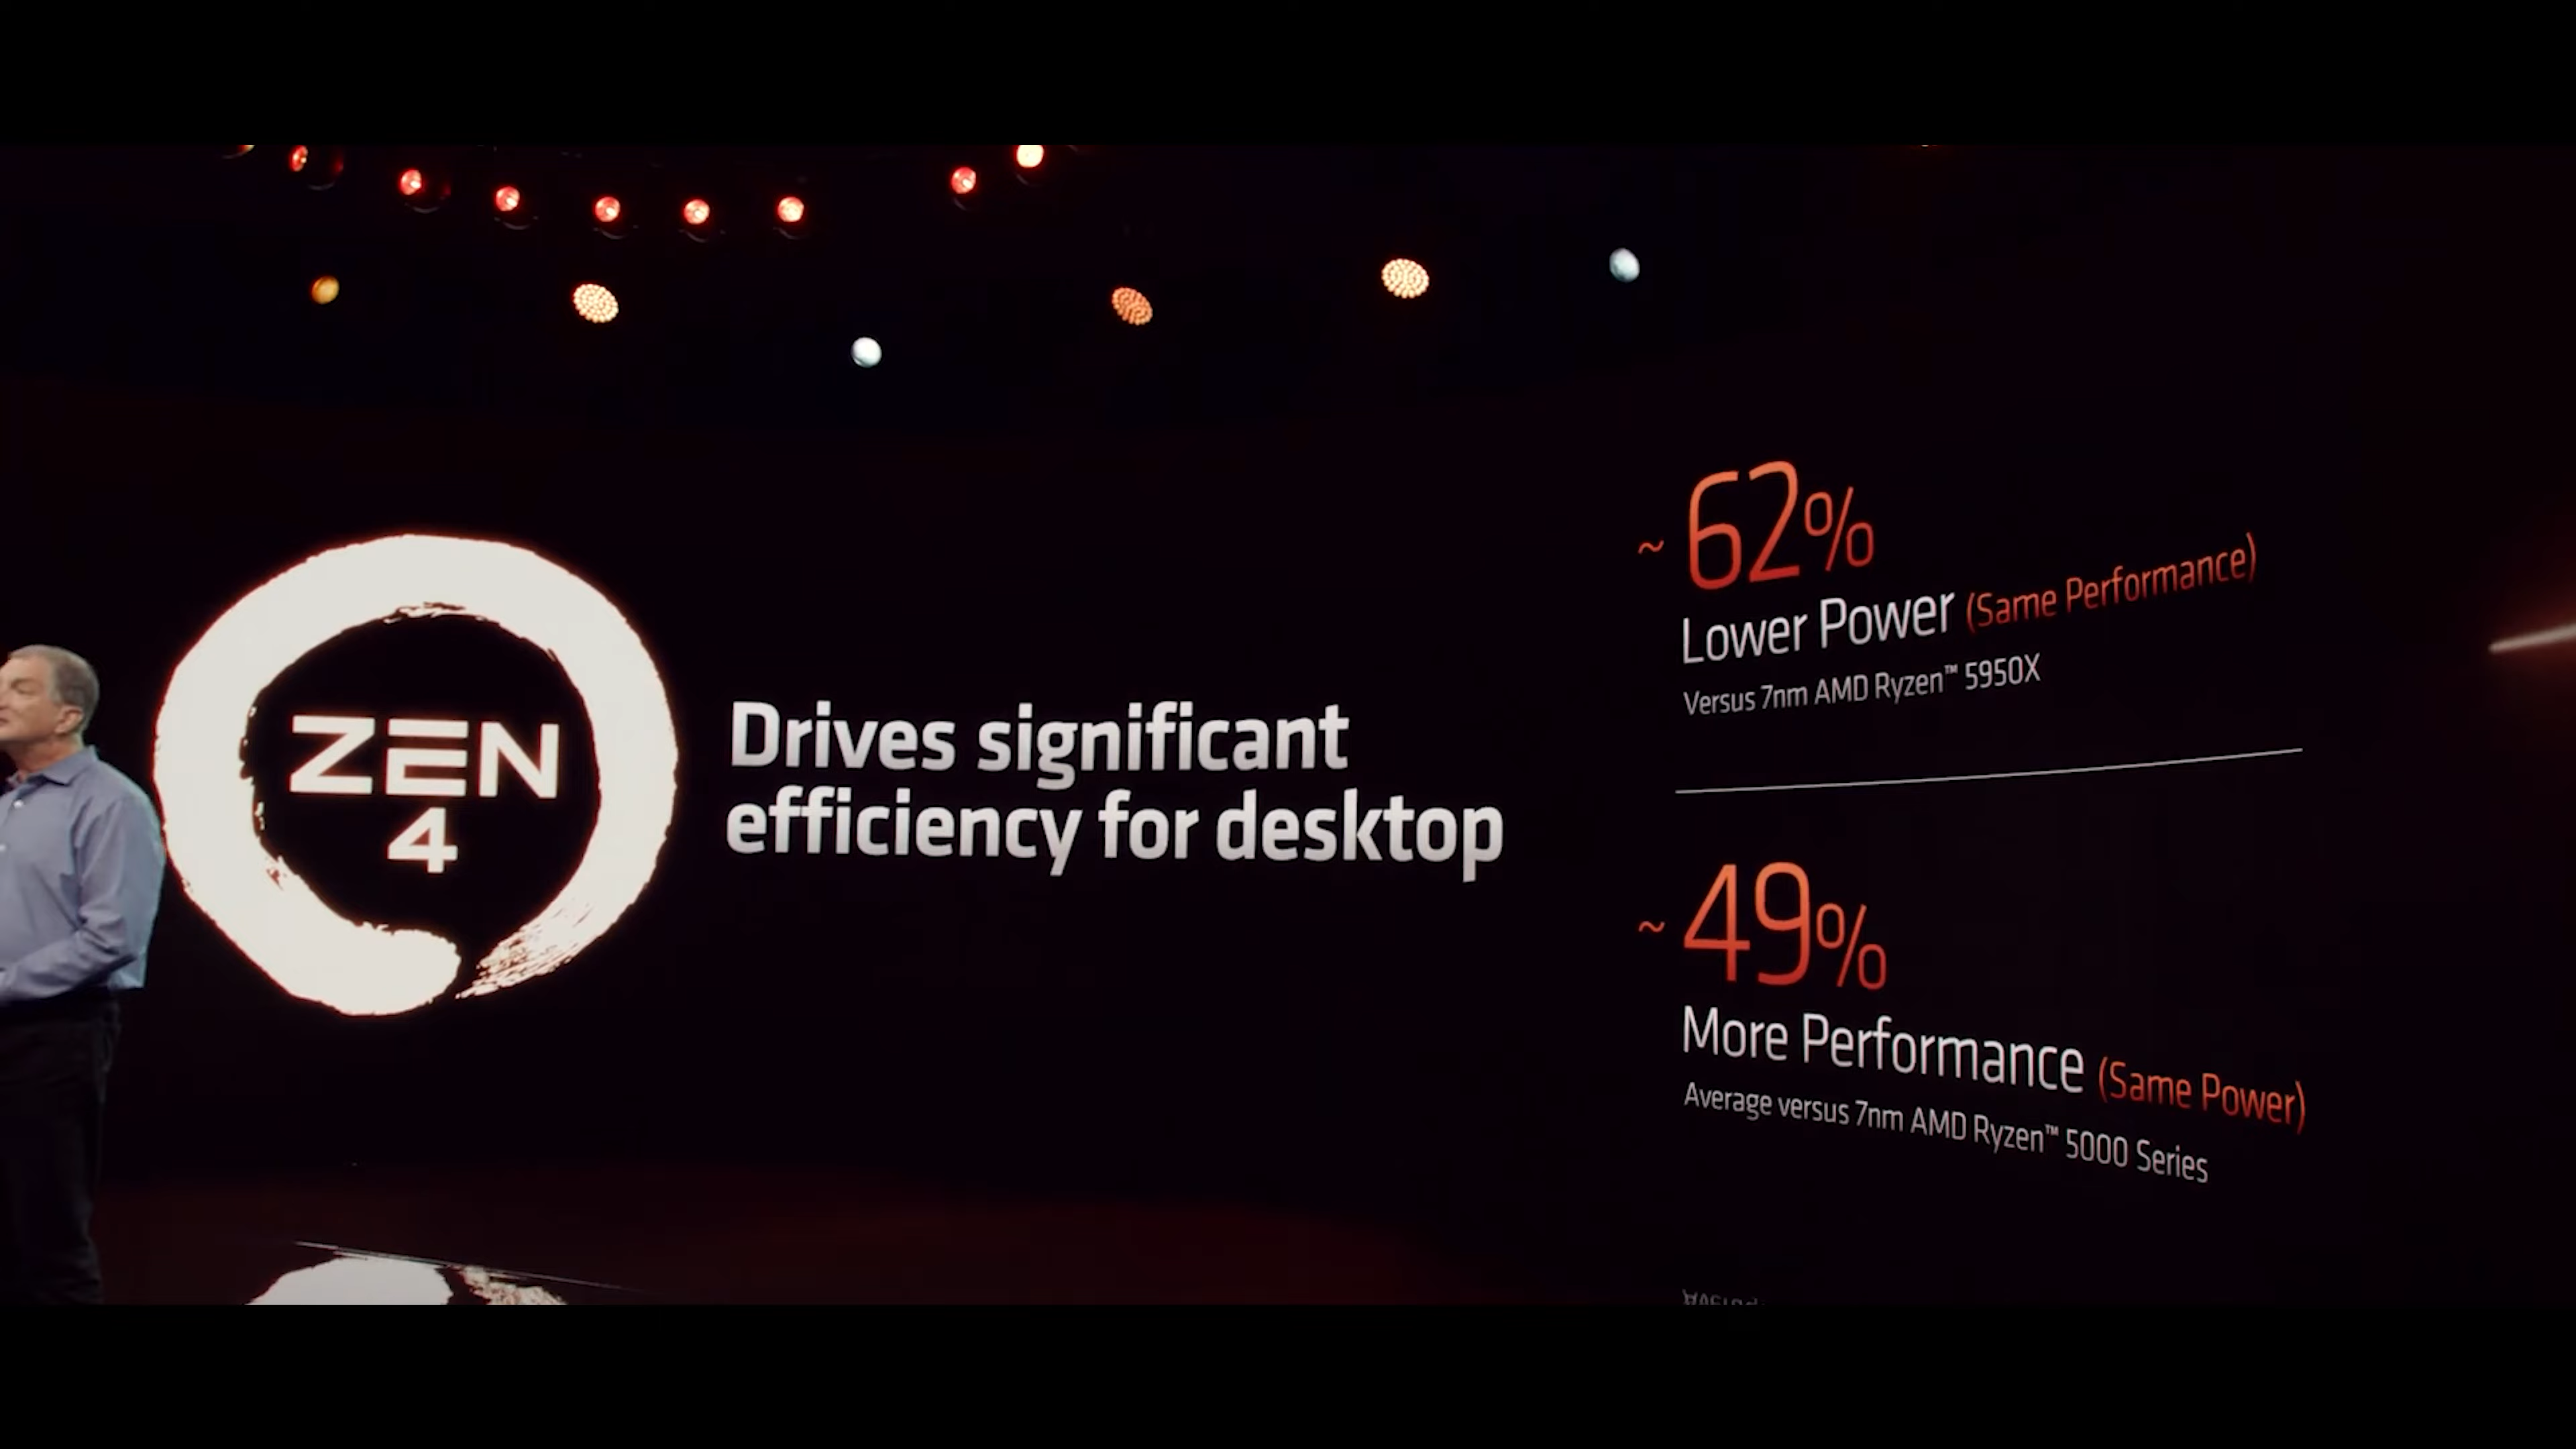 ZEN
4
Drives significant
efficiency for desktop
~62%
Lower Power (Same Performance)
Versus 7nm AMD Ryzen™ 5950X
~49%
More Performance (Same Power)
Average versus 7nm AMD Ryzen™ 5000 Series